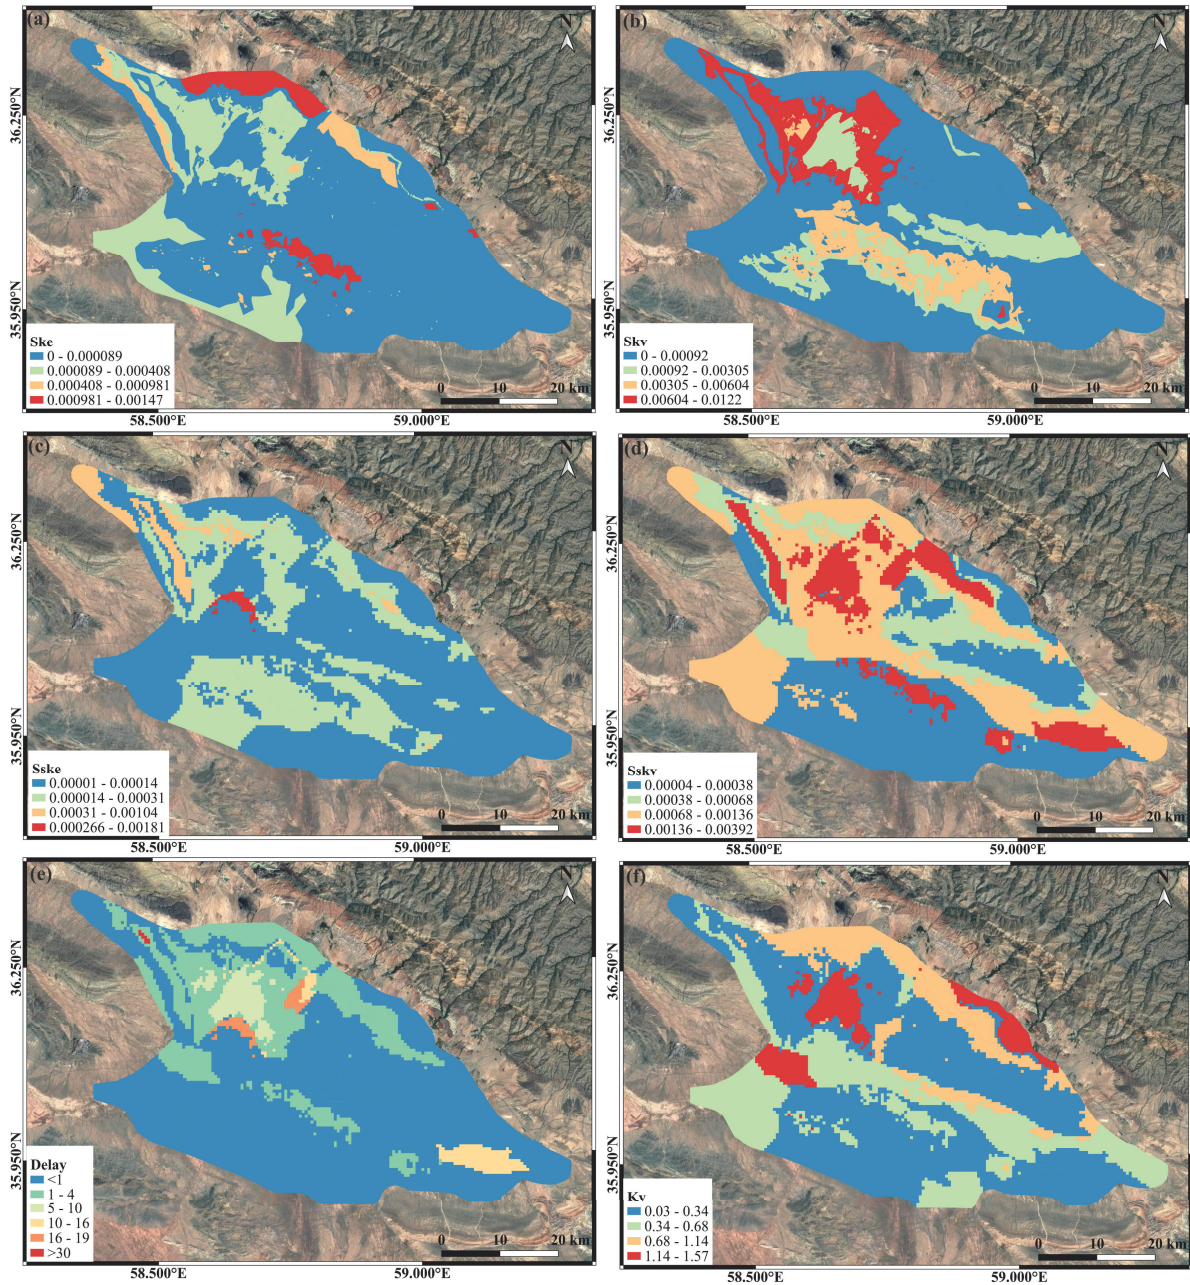 (a)
N
36.250°N
35.950°N
Ske
0 - 0.000089
0.000089 - 0.000408
0.000408 - 0.000981
0.000981 - 0.00147
0 10 20 km
58.500°E 59.000°E
(b)
N
36.250°N
35.950°N
Skv
0 - 0.00092
0.00092 - 0.00305
0.00305 - 0.00604
0.00604 - 0.0122
0 10 20 km
58.500°E 59.000°E
(c)
N
36.250°N
35.950°N
Sske
0.00001 - 0.00014
0.000014 - 0.00031
0.00031 - 0.00104
0.000266 - 0.00181
0 10 20 km
58.500°E 59.000°E
(d)
N
36.250°N
35.950°N
Sskv
0.00004 - 0.00038
0.00038 - 0.00068
0.00068 - 0.00136
0.00136 - 0.00392
0 10 20 km
58.500°E 59.000°E
(e)
N
36.250°N
35.950°N
Delay
<1
1 - 4
5 - 10
10 - 16
16 - 19
>30
0 10 20 km
58.500°E 59.000°E
(f)
N
36.250°N
35.950°N
Kv
0.03 - 0.34
0.34 - 0.68
0.68 - 1.14
1.14 - 1.57
0 10 20 km
58.500°E 59.000°E